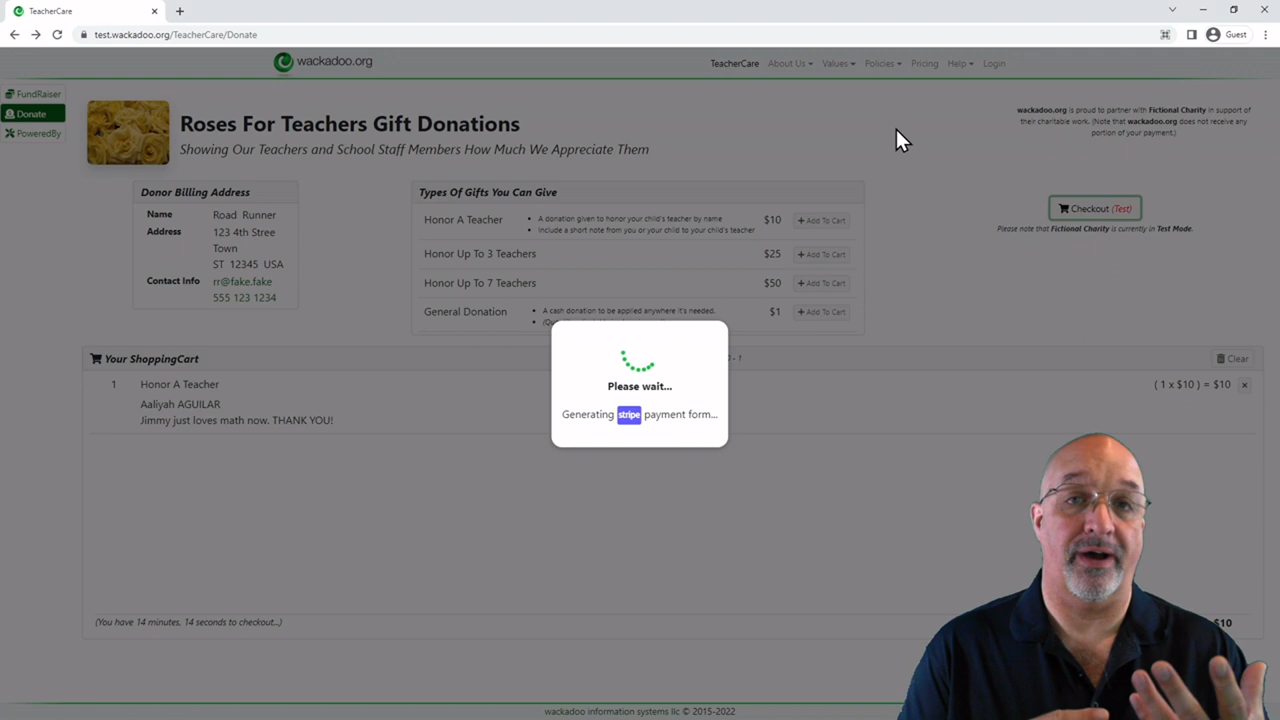 TeacherCare
test.wackadoo.org/TeacherCare/Donate
Guest
wackadoo.org
TeacherCare About Us Values Policies Pricing Help Login
FundRaiser
Donate
PoweredBy
Roses For Teachers Gift Donations
Showing Our Teachers and School Staff Members How Much We Appreciate Them
wackadoo.org is proud to partner with Fictional Charity in support of
their charitable work. (Note that wackadoo.org does not receive any
portion of your payment.)
Checkout (Test)
Please note that Fictional Charity is currently in Test Mode.
Donor Billing Address
Name Road Runner
Address 123 4th Stree
Town
ST 12345 USA
Contact Info rr@fake.fake
555 123 1234
Types Of Gifts You Can Give
Honor A Teacher • A donation given to honor your child's teacher by name $10 Add To Cart
• Include a short note from you or your child to your child's teacher
Honor Up To 3 Teachers $25 Add To Cart
Honor Up To 7 Teachers $50 Add To Cart
General Donation • A cash donation to be applied anywhere it's needed. $1 Add To Cart
Please wait...
Generating stripe payment form...
Your ShoppingCart Clear
1 Honor A Teacher ( 1 x $10 ) = $10
Aaliyah AGUILAR
Jimmy just loves math now. THANK YOU!
(You have 14 minutes, 14 seconds to checkout...) $10
wackadoo information systems llc © 2015-2022